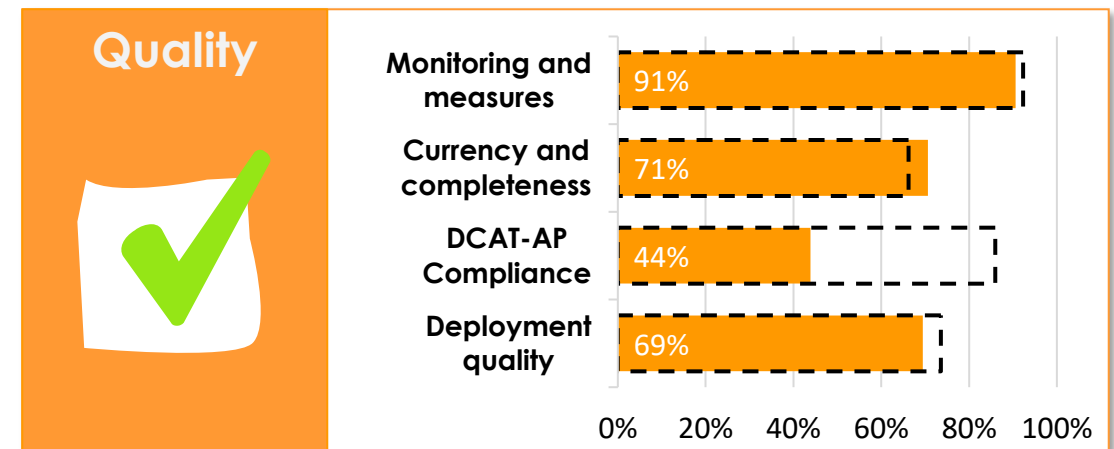 Quality
Monitoring and
measures
91%
Currency and
completeness
71%
DCAT-AP
Compliance
44%
Deployment
quality
69%
0% 20% 40% 60% 80% 100%